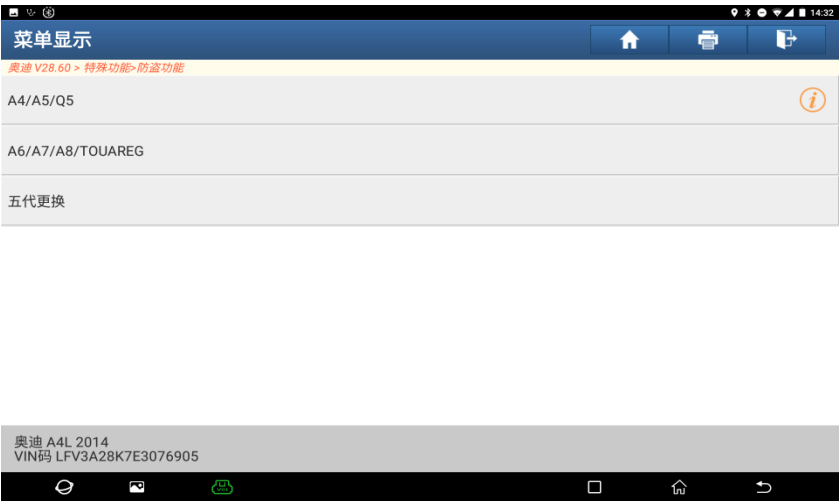 14:32
菜单显示
奥迪 V28.60 > 特殊功能>防盗功能
A4/A5/Q5
A6/A7/A8/TOUAREG
五代更换
奥迪 A4L 2014
VIN码 LFV3A28K7E3076905